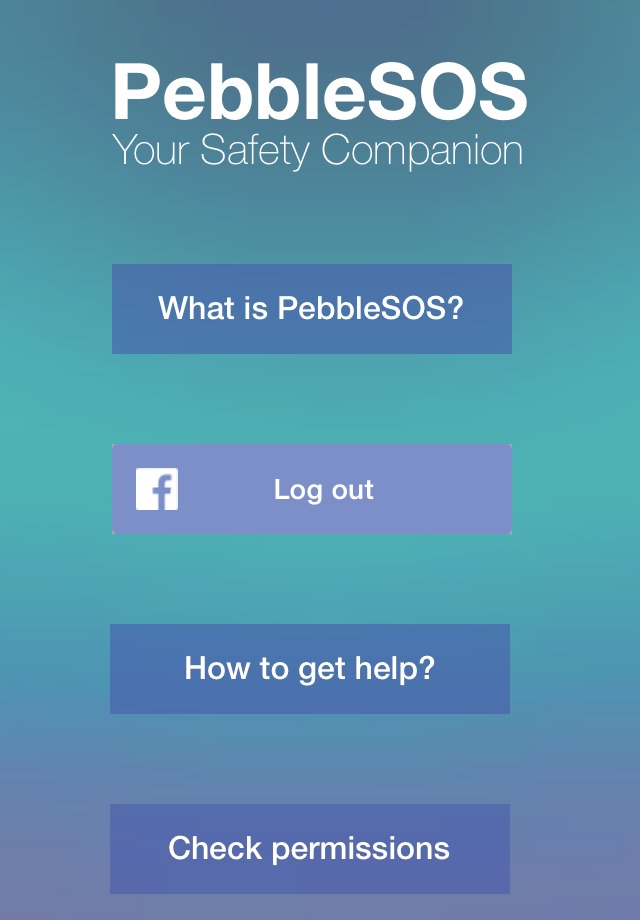 PebbleSOS
Your Safety Companion
What is PebbleSOS?
Log out
How to get help?
Check permissions